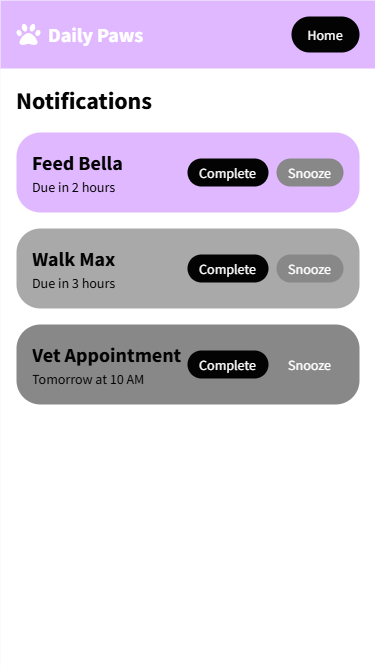 Daily Paws
Home
Notifications
Feed Bella
Due in 2 hours
Complete
Snooze
Walk Max
Due in 3 hours
Complete
Snooze
Vet Appointment
Tomorrow at 10 AM
Complete
Snooze